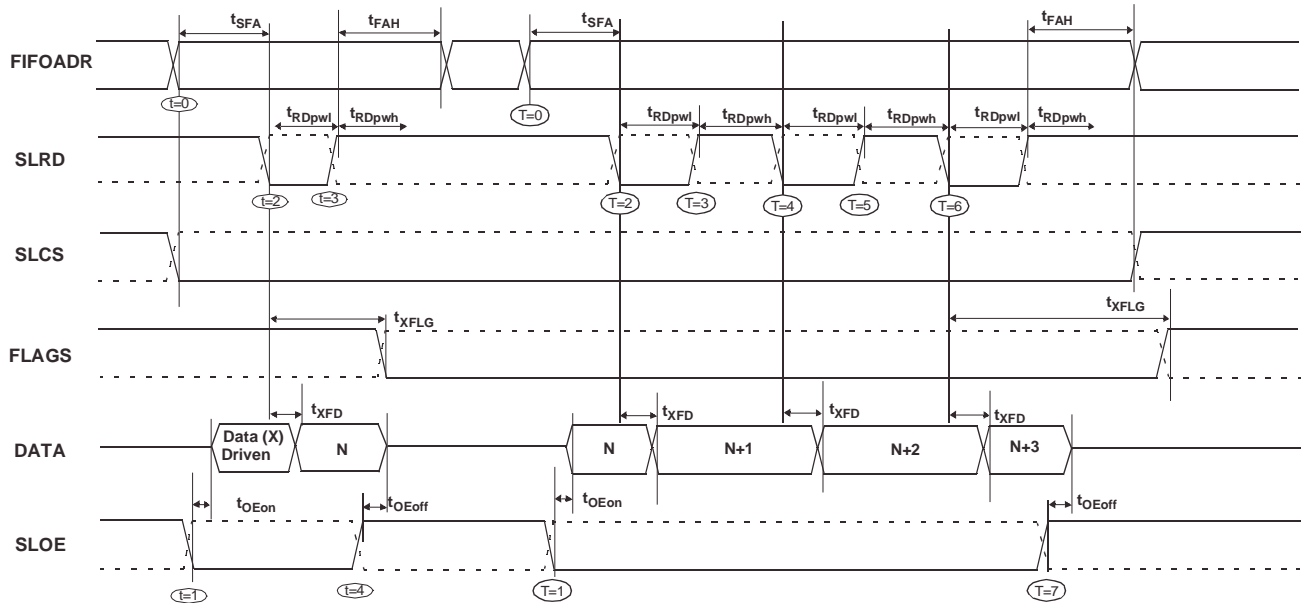 tSFA tFAH tSFA tFAH
FIFOADR
t=0 T=0
tRDpwl tRDpwh tRDpwl tRDpwh tRDpwl tRDpwh tRDpwl tRDpwh
SLRD
t=2 t=3 T=2 T=3 T=4 T=5 T=6
SLCS
tXFLG tXFLG
FLAGS
tXFD tXFD tXFD tXFD
DATA
Data (X)
Driven
N N N+1 N+2 N+3
tOEon tOEoff tOEon tOEoff
SLOE
t=1 t=4 T=1 T=7